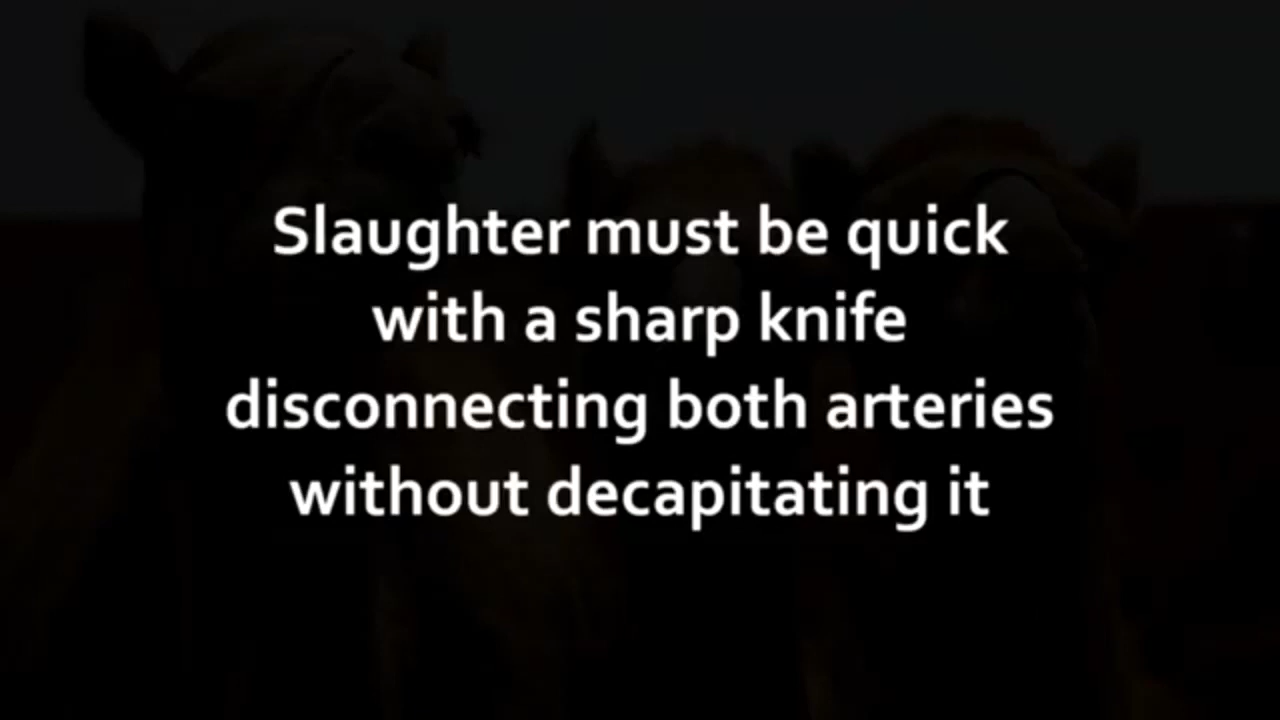 Slaughter must be quick
with a sharp knife
disconnecting both arteries
without decapitating it